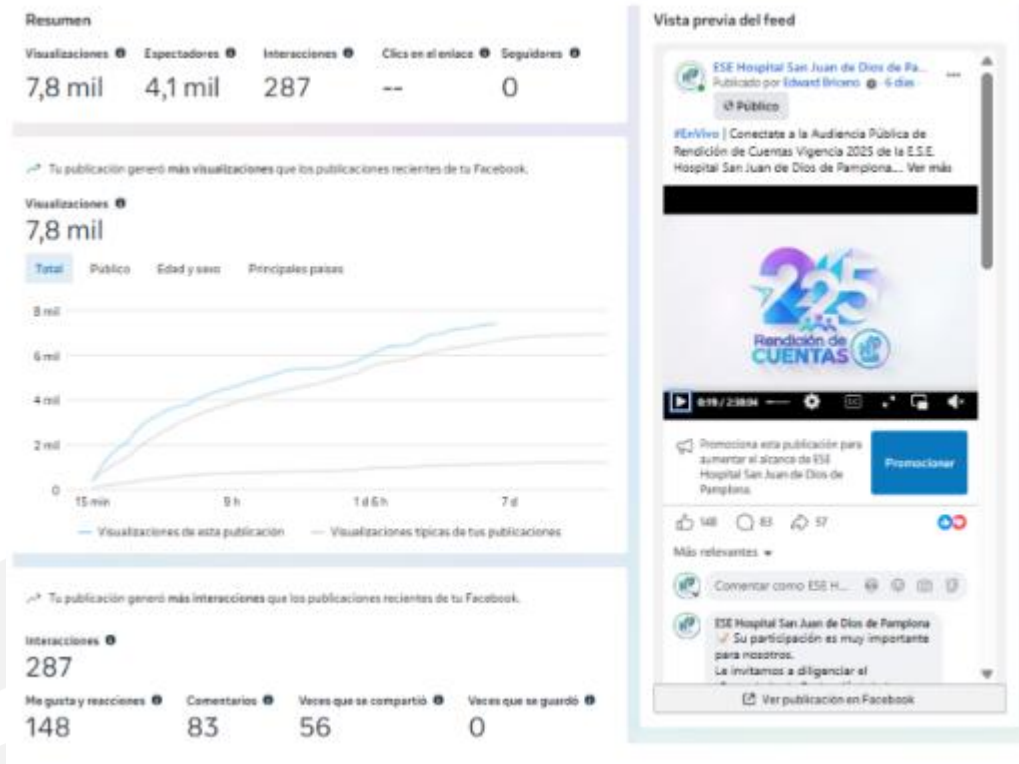 Resumen
Visualizaciones Espectadores Interacciones Clics en el enlace Seguidores
7,8 mil 4,1 mil 287 -- 0
Tu publicación generó más visualizaciones que las publicaciones recientes de tu Facebook.
Visualizaciones
7,8 mil
Total Público Edad y sexo Principales países
8 mil
6 mil
4 mil
2 mil
0
15 min 9 h 1 d 6 h 7 d
Visualizaciones de esta publicación Visualizaciones típicas de tus publicaciones
Tu publicación generó más interacciones que las publicaciones recientes de tu Facebook.
Interacciones
287
Me gusta y reacciones Comentarios Veces que se compartió Veces que se guardó
148 83 56 0
Vista previa del feed
ESE Hospital San Juan de Dios de Pa...
Publicado por Edward Briceno 6 días
Público
#EnVivo | Conectate a la Audiencia Pública de
Rendición de Cuentas Vigencia 2025 de la E.S.E.
Hospital San Juan de Dios de Pamplona.... Ver más
225
Rendición de
CUENTAS
0:19 / 2:38:04
Promociona esta publicación para
aumentar el alcance de ESE
Hospital San Juan de Dios de
Pamplona.
Promocionar
148 83 57
Más relevantes
Comentar como ESE H...
ESE Hospital San Juan de Dios de Pamplona
Su participación es muy importante
para nosotros.
Le invitamos a diligenciar el
Ver publicación en Facebook